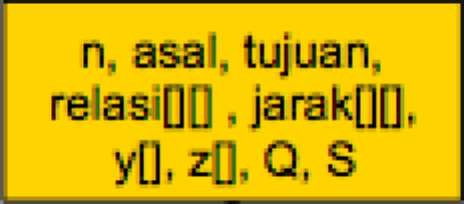 n, asal, tujuan,
relasi[][] , jarak[][],
y[], z[], Q, S